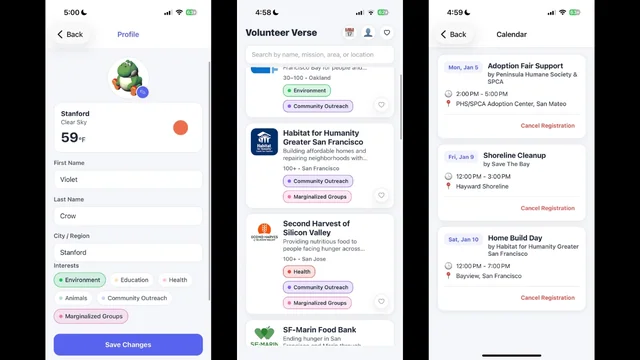 5:00
Back
Profile
Stanford
Clear Sky
59°F
First Name
Violet
Last Name
Crow
City / Region
Stanford
Interests
Environment
Education
Health
Animals
Community Outreach
Marginalized Groups
Save Changes
4:58
Volunteer Verse
Search by name, mission, area, or location
Francisco Bay for people and...
30–100 - Oakland
Environment
Community Outreach
Habitat for Humanity
Greater San Francisco
Building affordable homes and
repairing neighborhoods with...
100+ - San Francisco
Community Outreach
Marginalized Groups
Second Harvest of
Silicon Valley
Providing nutritious food to
people facing hunger across...
100+ - San Jose
Health
Community Outreach
Marginalized Groups
SF-Marin Food Bank
Ending hunger in San
4:59
Back
Calendar
Mon, Jan 5
Adoption Fair Support
by Peninsula Humane Society &
SPCA
2:00 PM - 5:00 PM
PHS/SPCA Adoption Center, San Mateo
Cancel Registration
Fri, Jan 9
Shoreline Cleanup
by Save The Bay
12:00 PM - 3:00 PM
Hayward Shoreline
Cancel Registration
Sat, Jan 10
Home Build Day
by Habitat for Humanity Greater
San Francisco
12:00 PM - 7:00 PM
Bayview, San Francisco
Cancel Registration